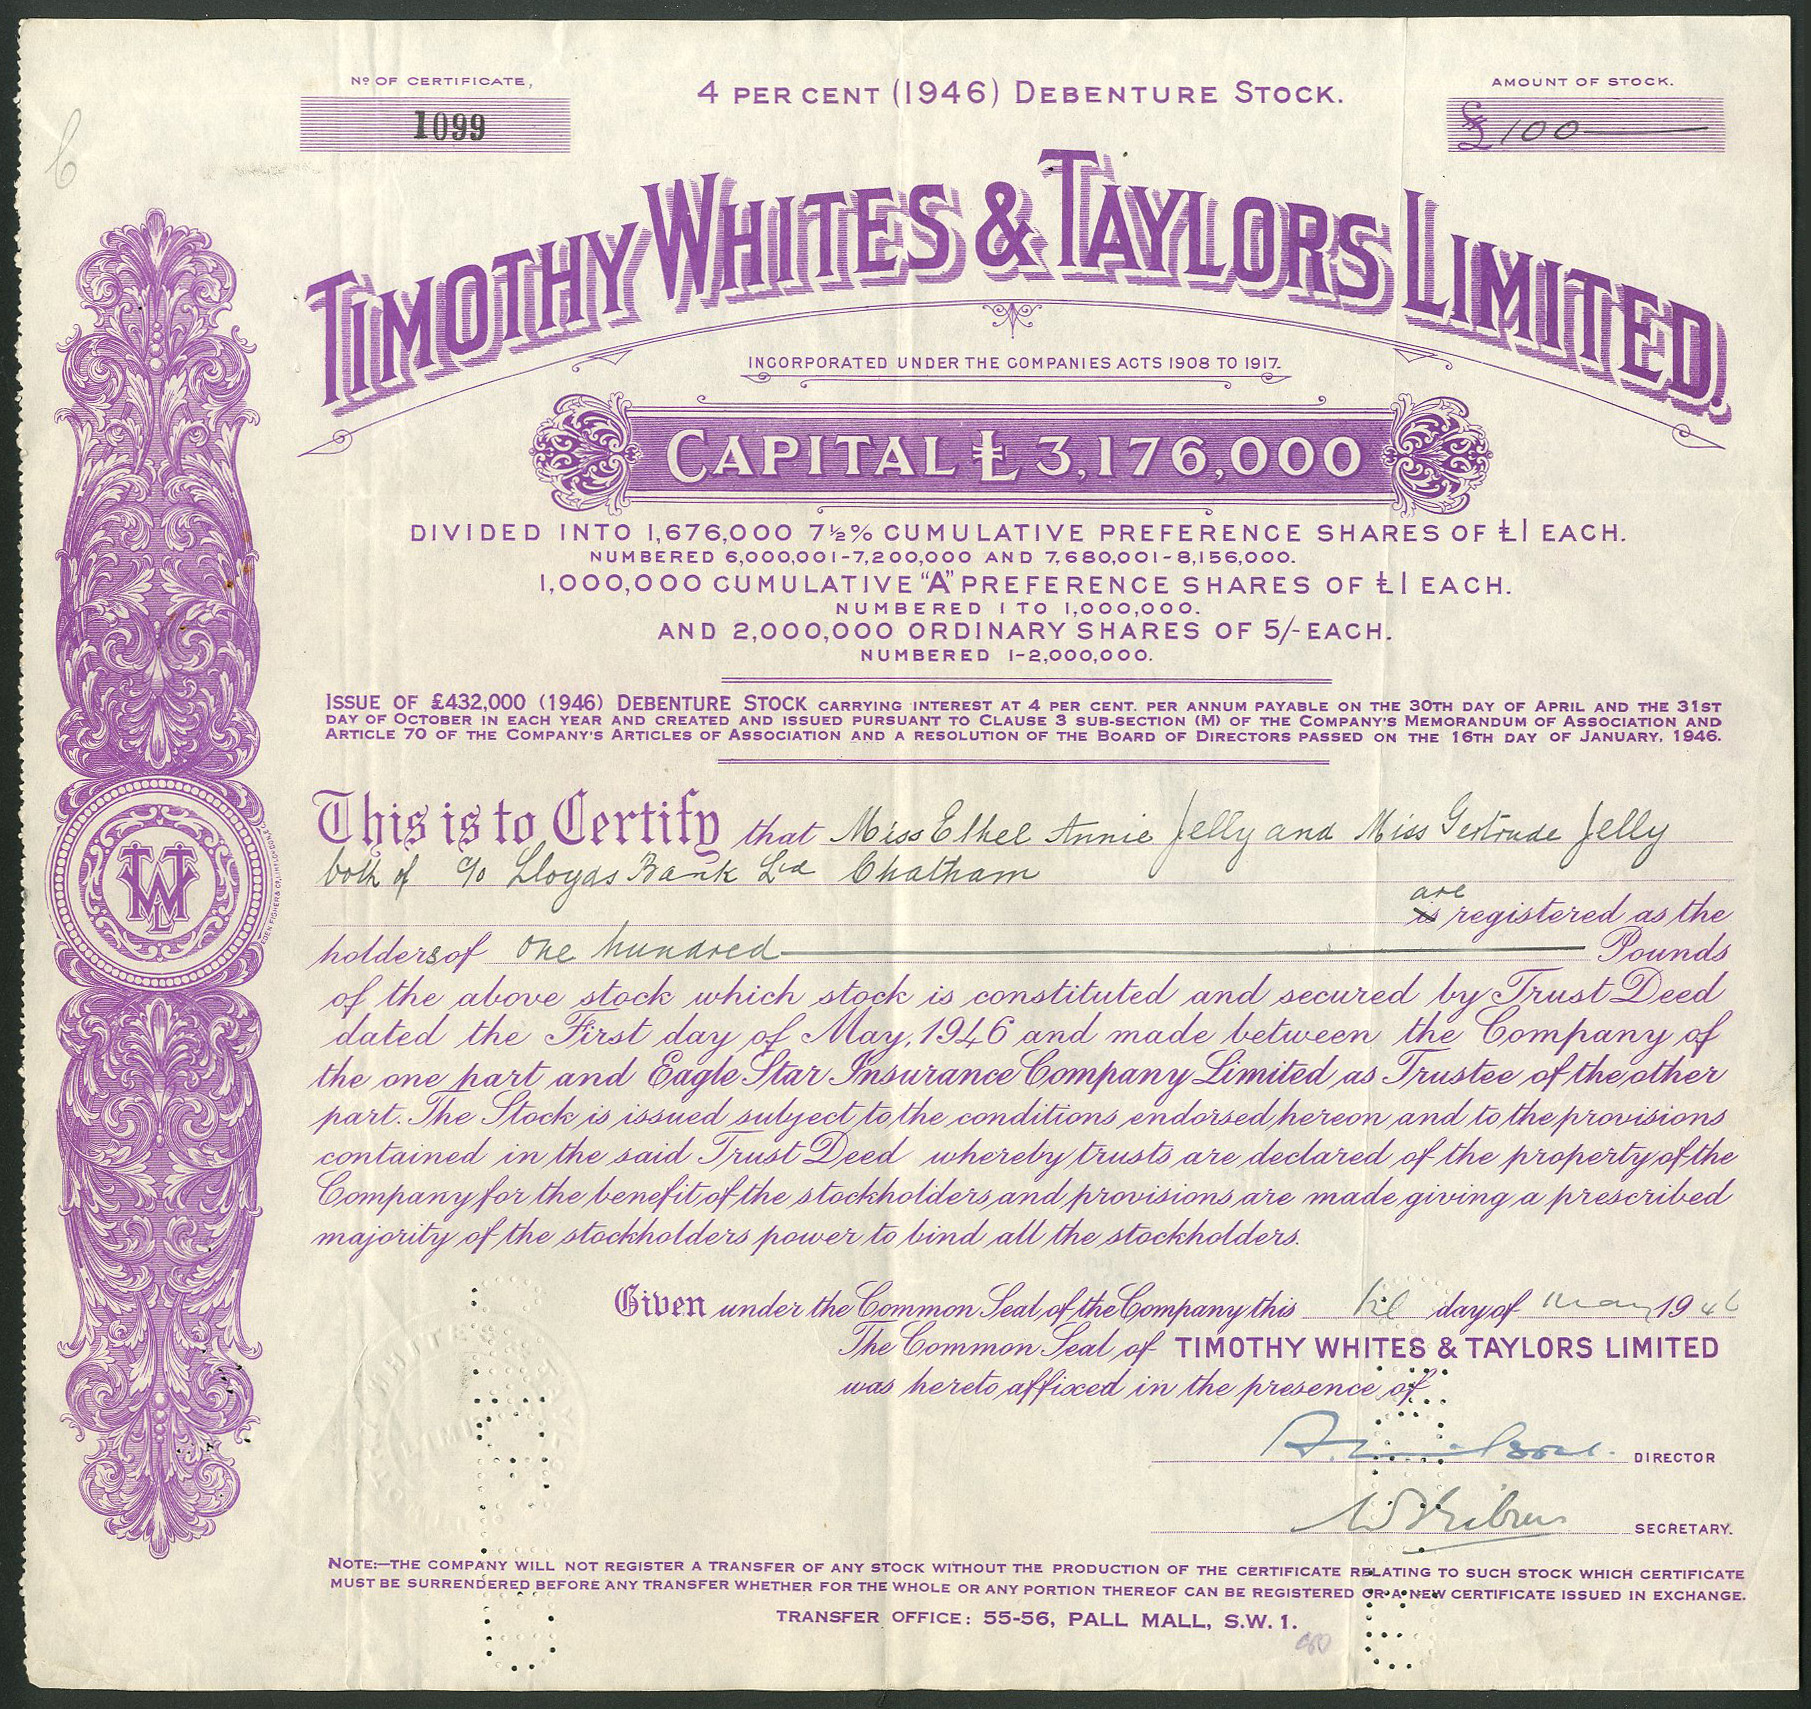 Nº OF CERTIFICATE,
1099
4 PER CENT (1946) DEBENTURE STOCK.
AMOUNT OF STOCK.
£100
TIMOTHY WHITES & TAYLORS LIMITED.
INCORPORATED UNDER THE COMPANIES ACTS 1908 TO 1917.
CAPITAL £3,176,000
DIVIDED INTO 1,676,000 7½% CUMULATIVE PREFERENCE SHARES OF £1 EACH.
NUMBERED 6,000,001-7,200,000 AND 7,680,001-8,156,000.
1,000,000 CUMULATIVE "A" PREFERENCE SHARES OF £1 EACH.
NUMBERED 1 TO 1,000,000.
AND 2,000,000 ORDINARY SHARES OF 5/- EACH.
NUMBERED 1-2,000,000.
ISSUE OF £432,000 (1946) DEBENTURE STOCK CARRYING INTEREST AT 4 PER CENT. PER ANNUM PAYABLE ON THE 30TH DAY OF APRIL AND THE 31ST
DAY OF OCTOBER IN EACH YEAR AND CREATED AND ISSUED PURSUANT TO CLAUSE 3 SUB-SECTION (M) OF THE COMPANY'S MEMORANDUM OF ASSOCIATION AND
ARTICLE 70 OF THE COMPANY'S ARTICLES OF ASSOCIATION AND A RESOLUTION OF THE BOARD OF DIRECTORS PASSED ON THE 16TH DAY OF JANUARY, 1946.
This is to Certify that Miss Ethel Annie Jelly and Miss Gertrude Jelly
both of c/o Lloyds Bank Ltd Chatham
are
is registered as the
holders of one hundred Pounds
of the above stock which stock is constituted and secured by Trust Deed
dated the First day of May, 1946 and made between the Company of
the one part and Eagle Star Insurance Company Limited as Trustee of the other
part. The Stock is issued subject to the conditions endorsed hereon and to the provisions
contained in the said Trust Deed whereby trusts are declared of the property of the
Company for the benefit of the stockholders and provisions are made giving a prescribed
majority of the stockholders power to bind all the stockholders.
Given under the Common Seal of the Company this day of May 1946
The Common Seal of TIMOTHY WHITES & TAYLORS LIMITED
was hereto affixed in the presence of
DIRECTOR
SECRETARY.
NOTE:—THE COMPANY WILL NOT REGISTER A TRANSFER OF ANY STOCK WITHOUT THE PRODUCTION OF THE CERTIFICATE RELATING TO SUCH STOCK WHICH CERTIFICATE
MUST BE SURRENDERED BEFORE ANY TRANSFER WHETHER FOR THE WHOLE OR ANY PORTION THEREOF CAN BE REGISTERED OR A NEW CERTIFICATE ISSUED IN EXCHANGE.
TRANSFER OFFICE: 55-56, PALL MALL, S.W. 1.